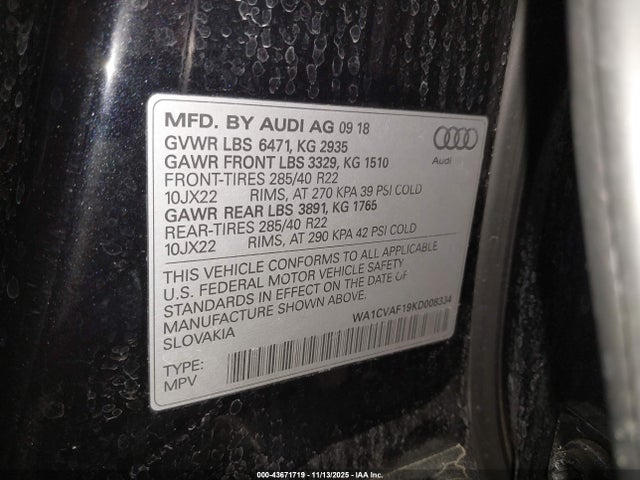 MFD. BY AUDI AG 09 18
GVWR LBS 6471, KG 2935
GAWR FRONT LBS 3329, KG 1510
FRONT-TIRES 285/40 R22
10JX22 RIMS, AT 270 KPA 39 PSI COLD
GAWR REAR LBS 3891, KG 1765
REAR-TIRES 285/40 R22
10JX22 RIMS, AT 290 KPA 42 PSI COLD
Audi
THIS VEHICLE CONFORMS TO ALL APPLICABLE
U.S. FEDERAL MOTOR VEHICLE SAFETY
STANDARDS IN EFFECT ON THE DATE OF
MANUFACTURE SHOWN ABOVE.
SLOVAKIA
WA1CVAF19KD008334
TYPE:
MPV
000-43671719 | 11/13/2025 | IAA Inc.